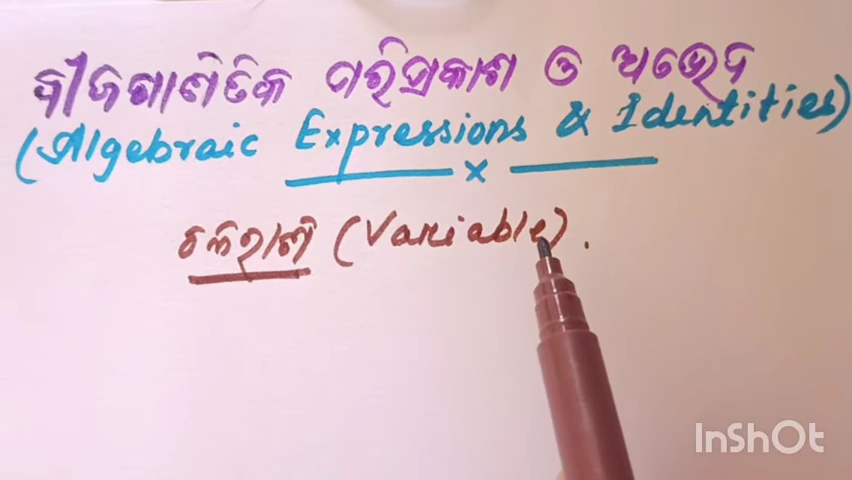 ବୀଜଗାଣିତିକ ପରିପ୍ରକାଶ ଓ ଅଭେଦ
(Algebraic Expressions & Identities)
x
ଚଳରାଶି (Variable).
InShOt